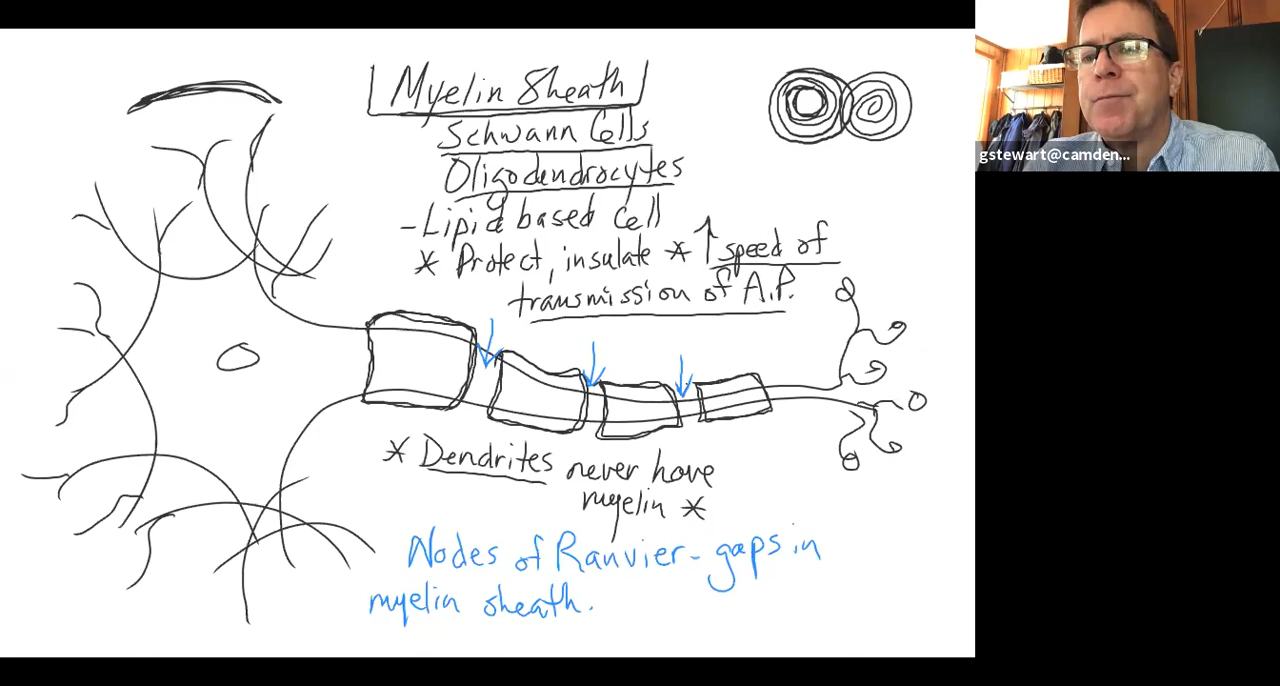 Myelin Sheath
Schwann Cells
Oligodendrocytes
- Lipid based cell
* Protect, insulate * ↑ speed of
transmission of A.P.
* Dendrites never have
myelin *
Nodes of Ranvier - gaps in
myelin sheath.
gstewart@camden...